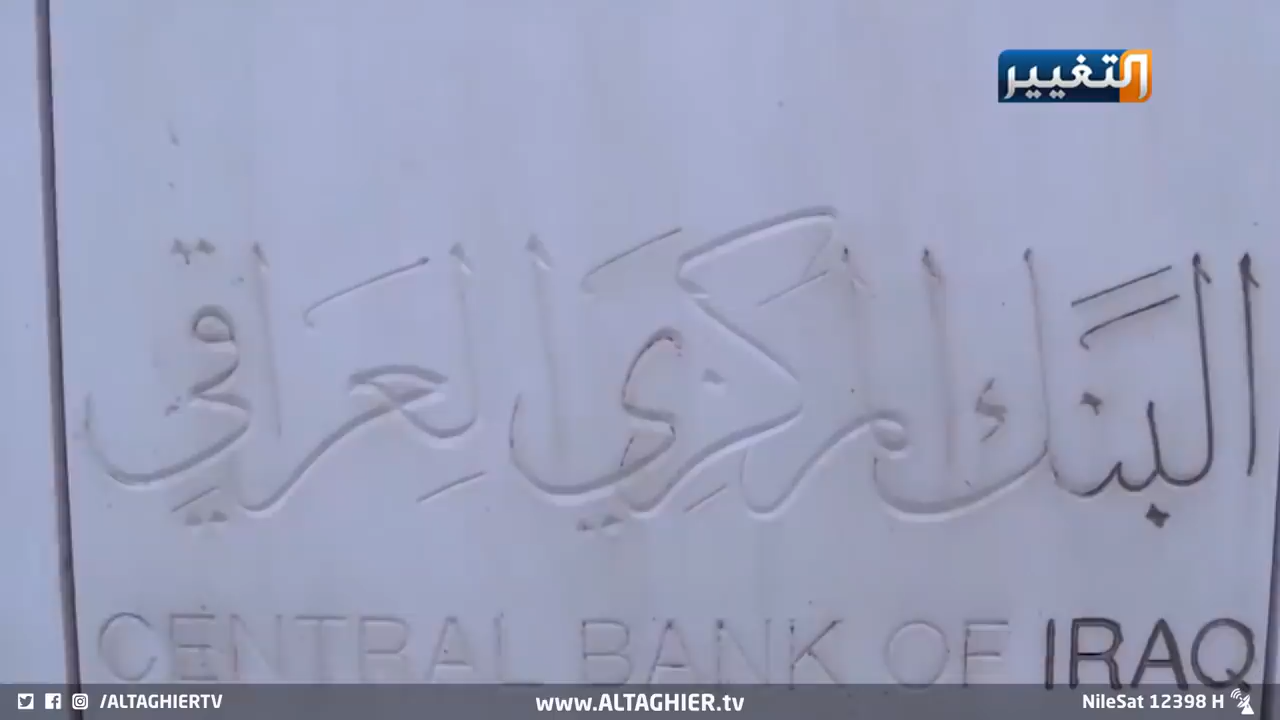 التغيير
البنك المركزي العراقي
CENTRAL BANK OF IRAQ
/ALTAGHIERTV
www.ALTAGHIER.tv
NileSat 12398 H